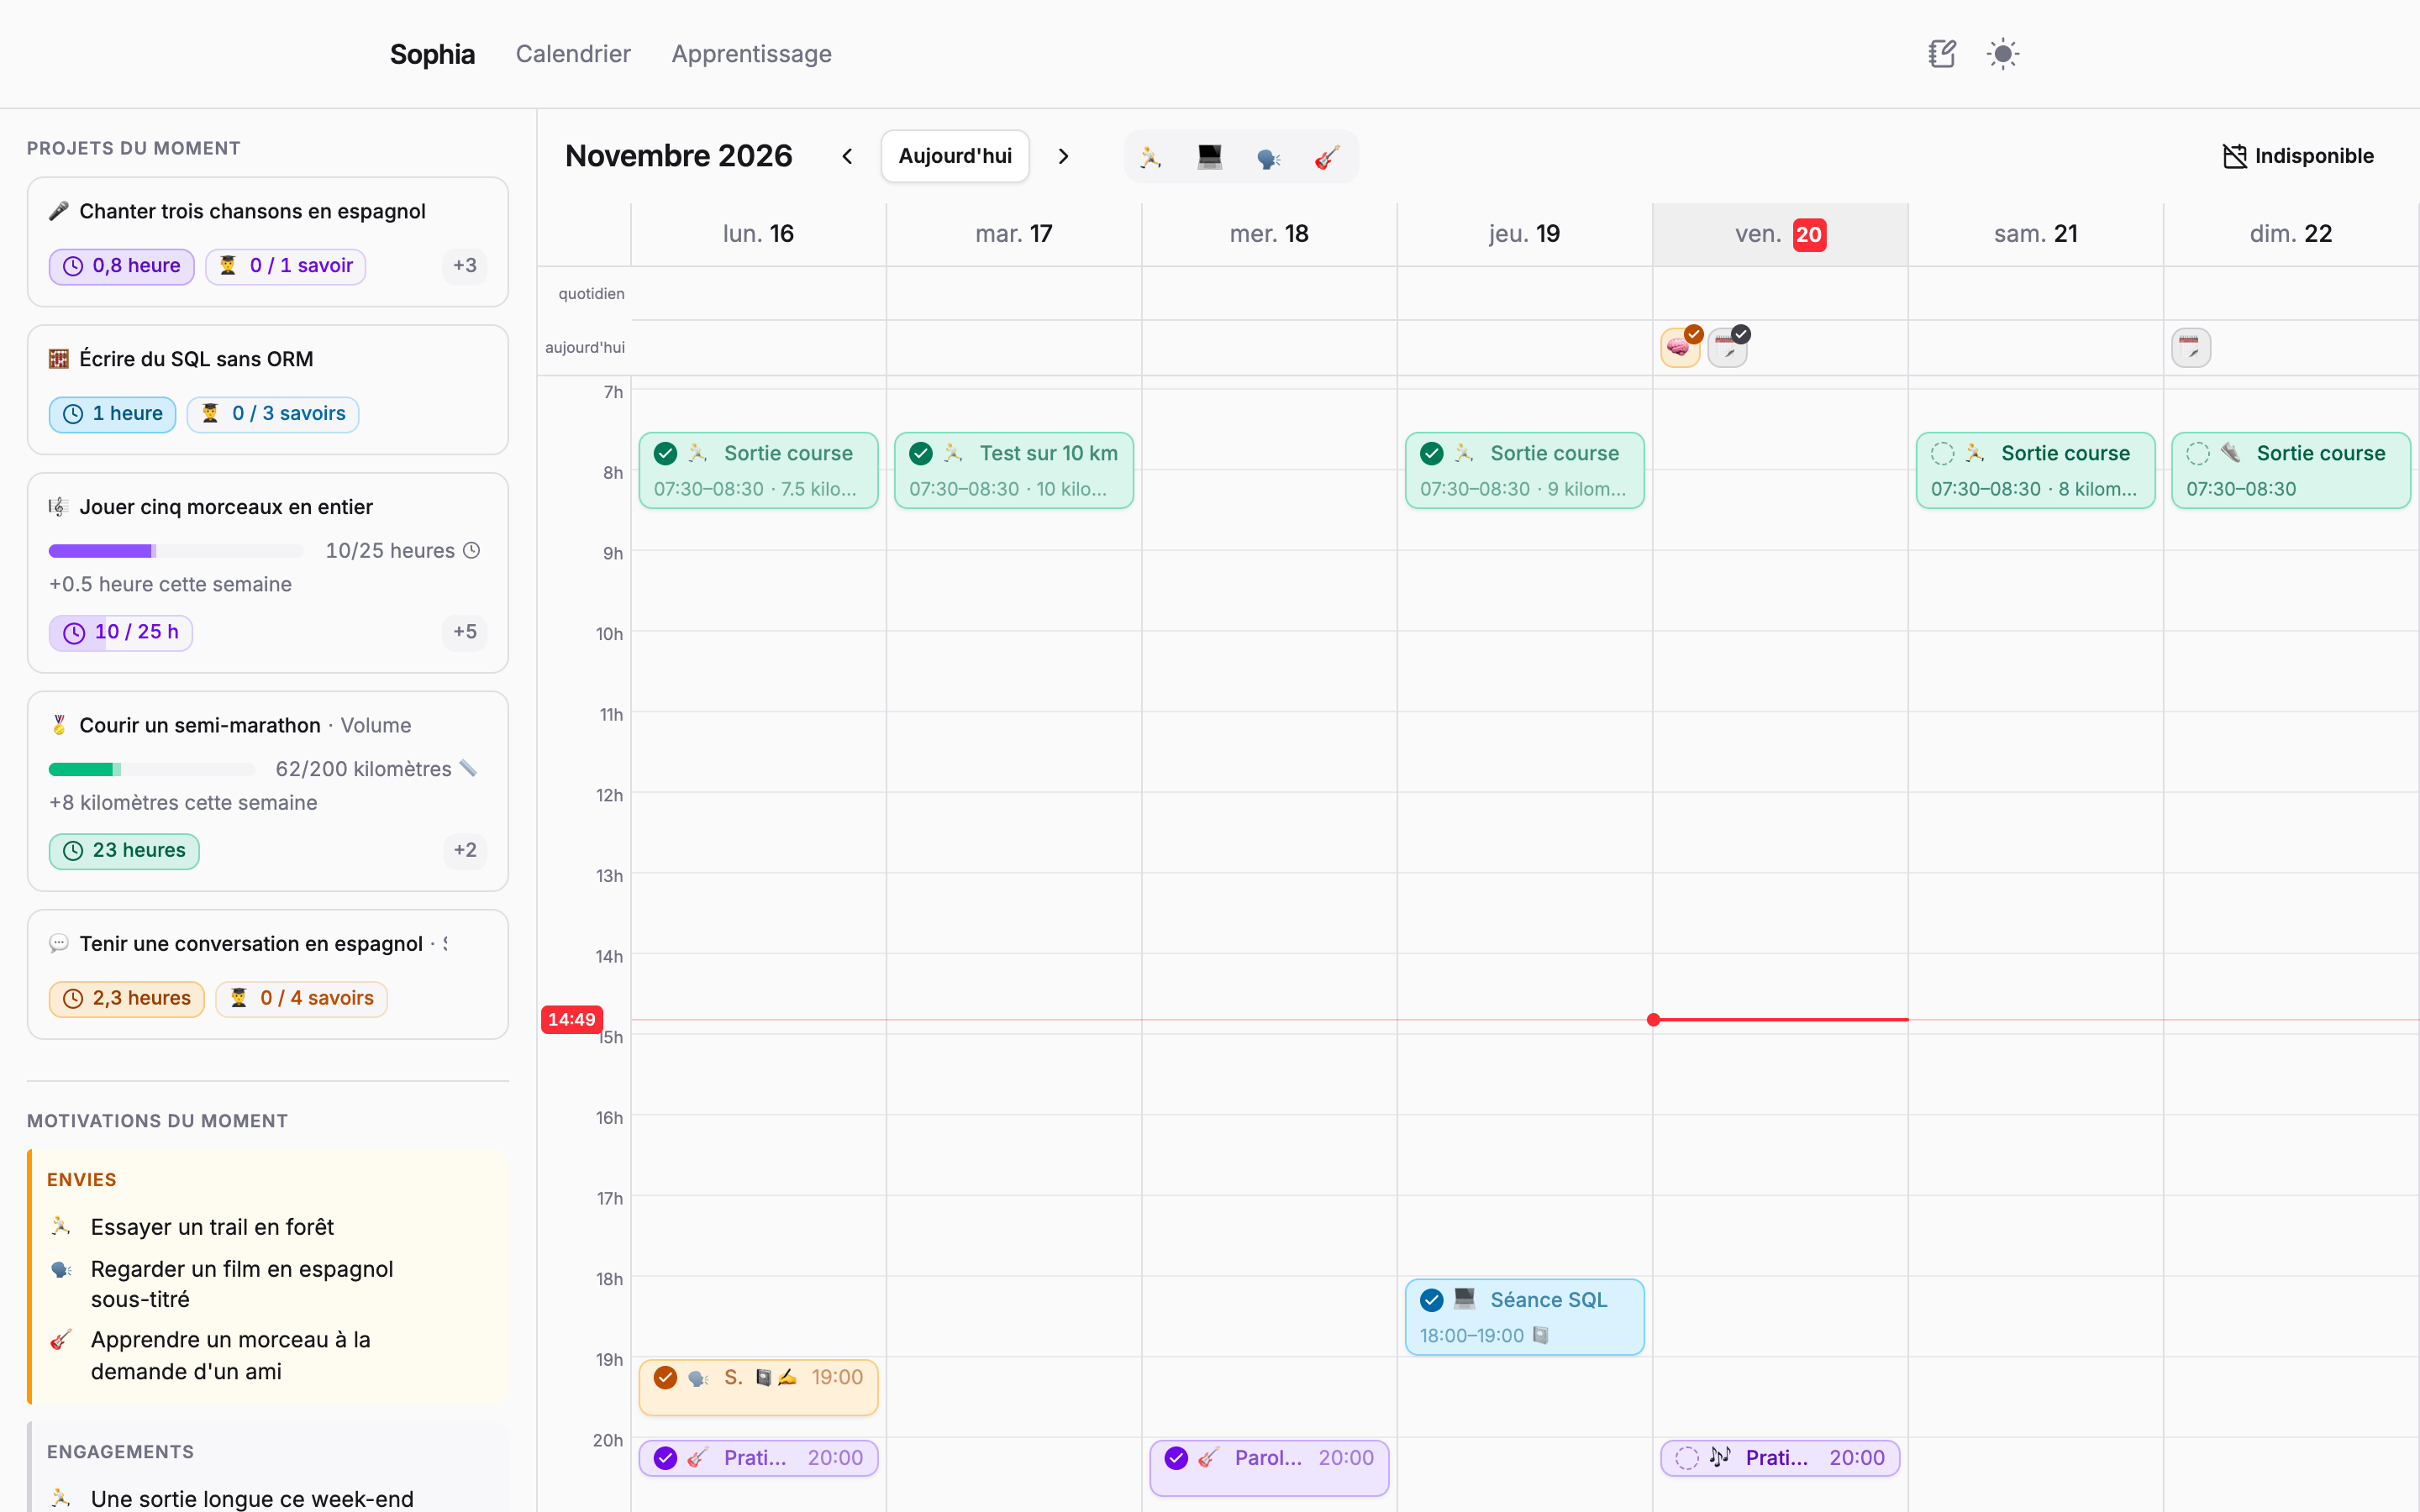 Sophia
Calendrier
Apprentissage
PROJETS DU MOMENT
Chanter trois chansons en espagnol
0,8 heure
0 / 1 savoir
+3
Écrire du SQL sans ORM
1 heure
0 / 3 savoirs
Jouer cinq morceaux en entier
10/25 heures
+0.5 heure cette semaine
10 / 25 h
+5
Courir un semi-marathon · Volume
62/200 kilomètres
+8 kilomètres cette semaine
23 heures
+2
Tenir une conversation en espagnol ·
2,3 heures
0 / 4 savoirs
MOTIVATIONS DU MOMENT
ENVIES
Essayer un trail en forêt
Regarder un film en espagnol
sous-titré
Apprendre un morceau à la
demande d'un ami
ENGAGEMENTS
Une sortie longue ce week-end
Novembre 2026
Aujourd'hui
Indisponible
lun. 16
mar. 17
mer. 18
jeu. 19
ven. 20
sam. 21
dim. 22
quotidien
aujourd'hui
7h
Sortie course
07:30–08:30 · 7.5 kilo...
Test sur 10 km
07:30–08:30 · 10 kilo...
Sortie course
07:30–08:30 · 9 kilom...
Sortie course
07:30–08:30 · 8 kilom...
Sortie course
07:30–08:30
8h
9h
10h
11h
12h
13h
14h
14:49
15h
16h
17h
18h
Séance SQL
18:00–19:00
19h
S. 19:00
20h
Prati... 20:00
Parol... 20:00
Prati... 20:00